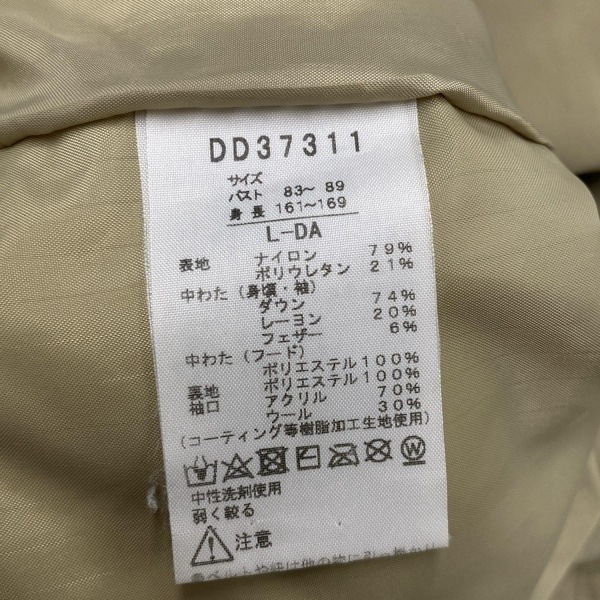 DD37311
サイズ
バスト 83～ 89
身 長 161～169
L-DA
表地 ナイロン 79%
ポリウレタン 21%
中わた（身頃・袖）
ダウン 74%
レーヨン 20%
フェザー 6%
中わた（フード）
ポリエステル100%
裏地 ポリエステル100%
袖口 アクリル 70%
ウール 30%
（コーティング等樹脂加工生地使用）
W
中性洗剤使用
弱く絞る
注意